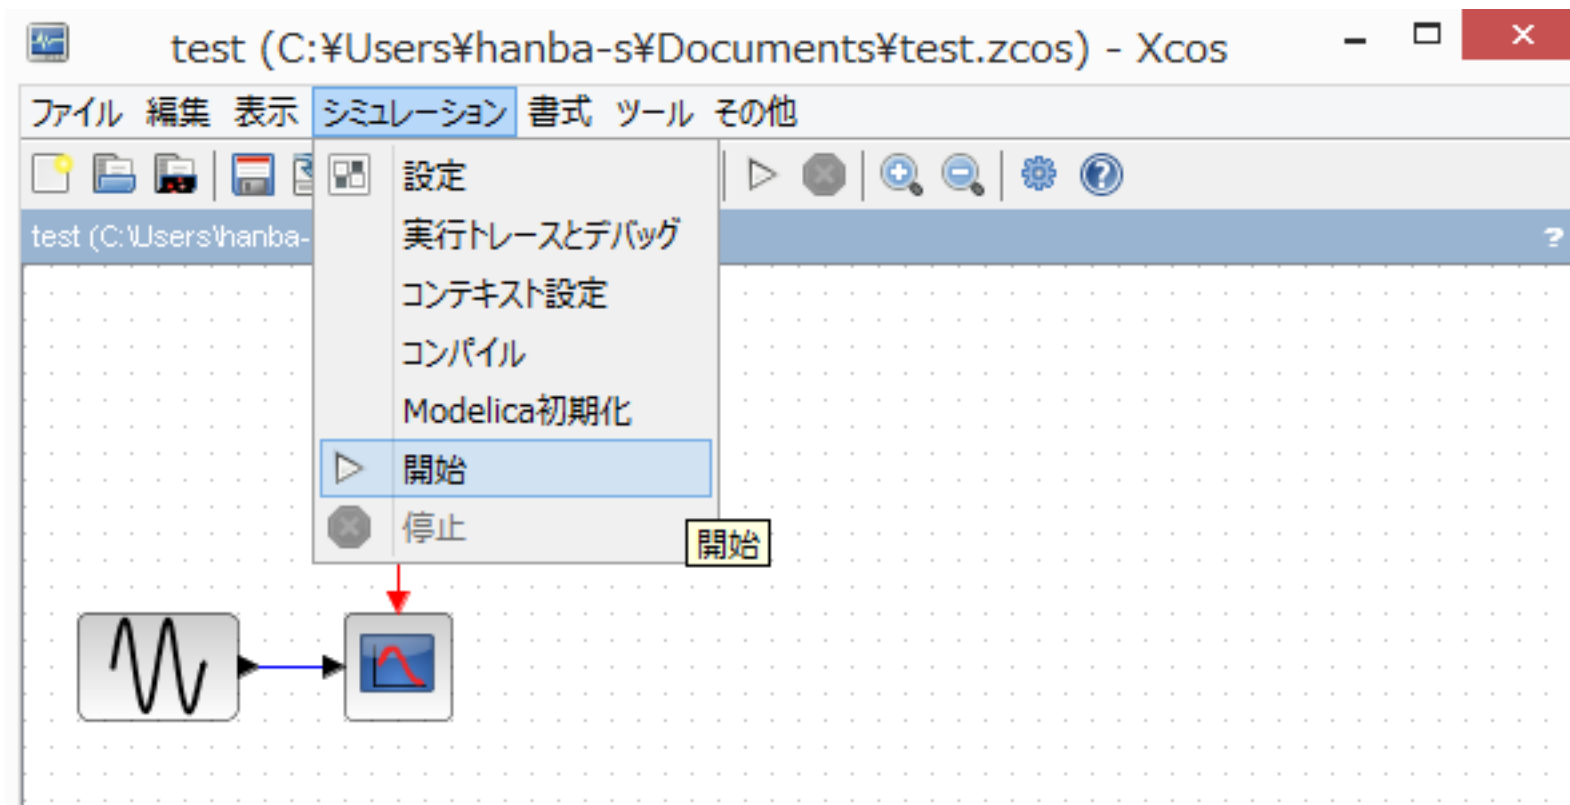 test (C:¥Users¥hanba-s¥Documents¥test.zcos) - Xcos
ファイル 編集 表示 シミュレーション 書式 ツール その他
設定
test (C:\Users\hanba-
実行トレースとデバッグ
コンテキスト設定
コンパイル
Modelica初期化
開始
停止
開始